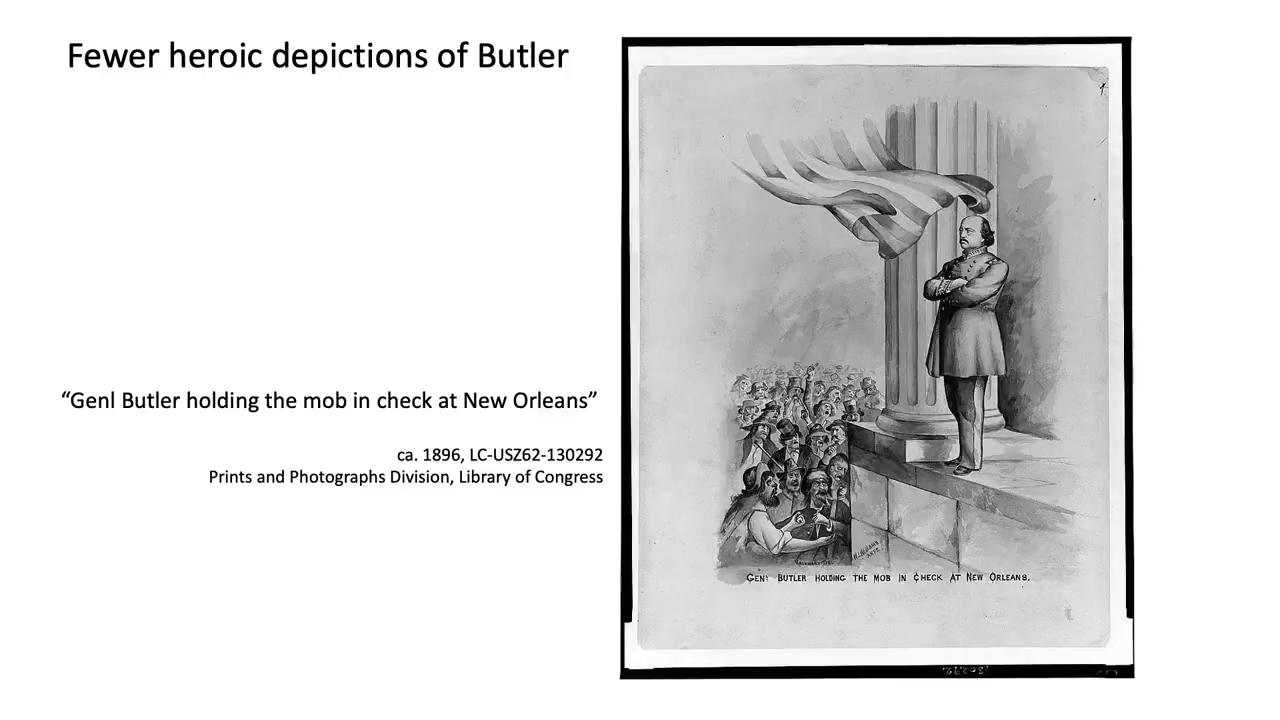 Fewer heroic depictions of Butler
“Genl Butler holding the mob in check at New Orleans”
ca. 1896, LC-USZ62-130292
Prints and Photographs Division, Library of Congress
GENL BUTLER HOLDING THE MOB IN CHECK AT NEW ORLEANS.